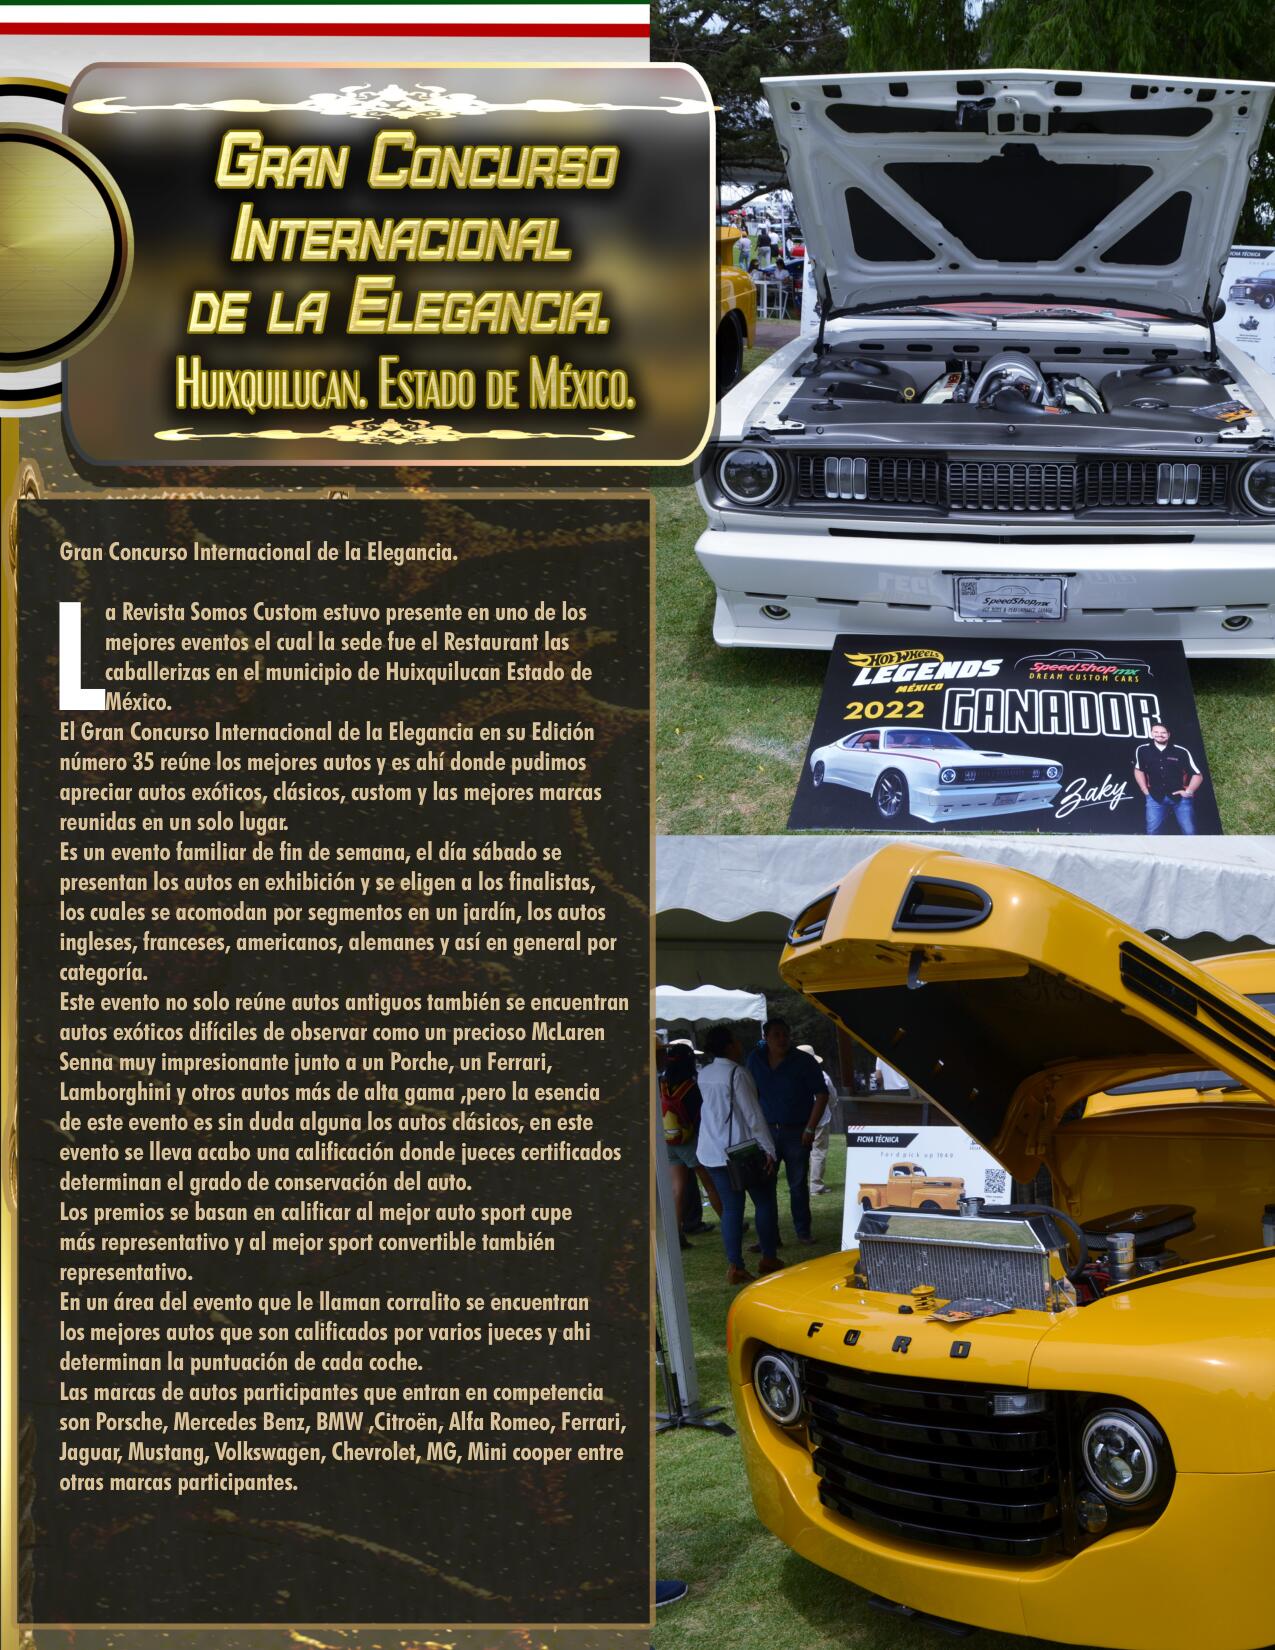 Gran Concurso
Internacional
de la Elegancia.
Huixquilucan. Estado de México.
Gran Concurso Internacional de la Elegancia.
La Revista Somos Custom estuvo presente en uno de los
mejores eventos el cual la sede fue el Restaurant las
caballerizas en el municipio de Huixquilucan Estado de
México.
El Gran Concurso Internacional de la Elegancia en su Edición
número 35 reúne los mejores autos y es ahí donde pudimos
apreciar autos exóticos, clásicos, custom y las mejores marcas
reunidas en un solo lugar.
Es un evento familiar de fin de semana, el día sábado se
presentan los autos en exhibición y se eligen a los finalistas,
los cuales se acomodan por segmentos en un jardín, los autos
ingleses, franceses, americanos, alemanes y así en general por
categoría.
Este evento no solo reúne autos antiguos también se encuentran
autos exóticos difíciles de observar como un precioso McLaren
Senna muy impresionante junto a un Porche, un Ferrari,
Lamborghini y otros autos más de alta gama ,pero la esencia
de este evento es sin duda alguna los autos clásicos, en este
evento se lleva acabo una calificación donde jueces certificados
determinan el grado de conservación del auto.
Los premios se basan en calificar al mejor auto sport cupe
más representativo y al mejor sport convertible también
representativo.
En un área del evento que le llaman corralito se encuentran
los mejores autos que son calificados por varios jueces y ahi
determinan la puntuación de cada coche.
Las marcas de autos participantes que entran en competencia
son Porsche, Mercedes Benz, BMW ,Citroën, Alfa Romeo, Ferrari,
Jaguar, Mustang, Volkswagen, Chevrolet, MG, Mini cooper entre
otras marcas participantes.
SpeedShopmx
HOT WHEELS
LEGENDS
MÉXICO
2022
GANADOR
SpeedShopmx
DREAM CUSTOM CARS
Zaky
FICHA TÉCNICA
Ford pick up 1949
FORD